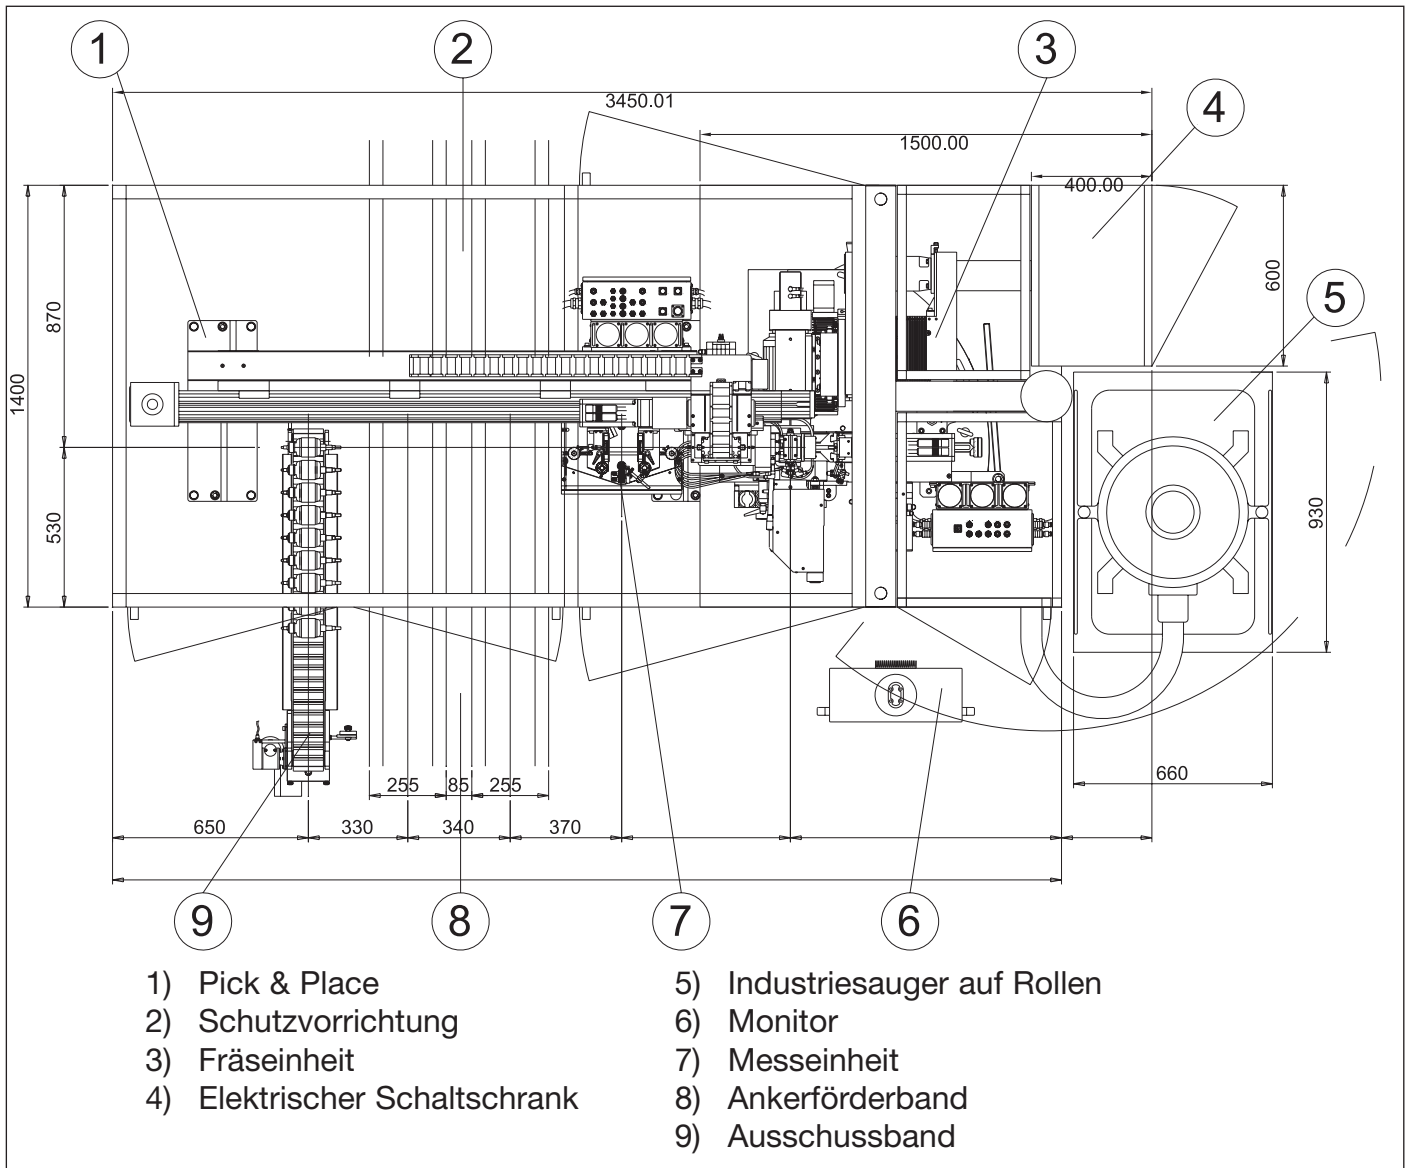 1
2
3
4
3450.01
1500.00
400.00
870
600
5
1400
530
930
255
85
255
660
650
330
340
370
9
8
7
6
1) Pick & Place
2) Schutzvorrichtung
3) Fräseinheit
4) Elektrischer Schaltschrank
5) Industriesauger auf Rollen
6) Monitor
7) Messeinheit
8) Ankerförderband
9) Ausschussband